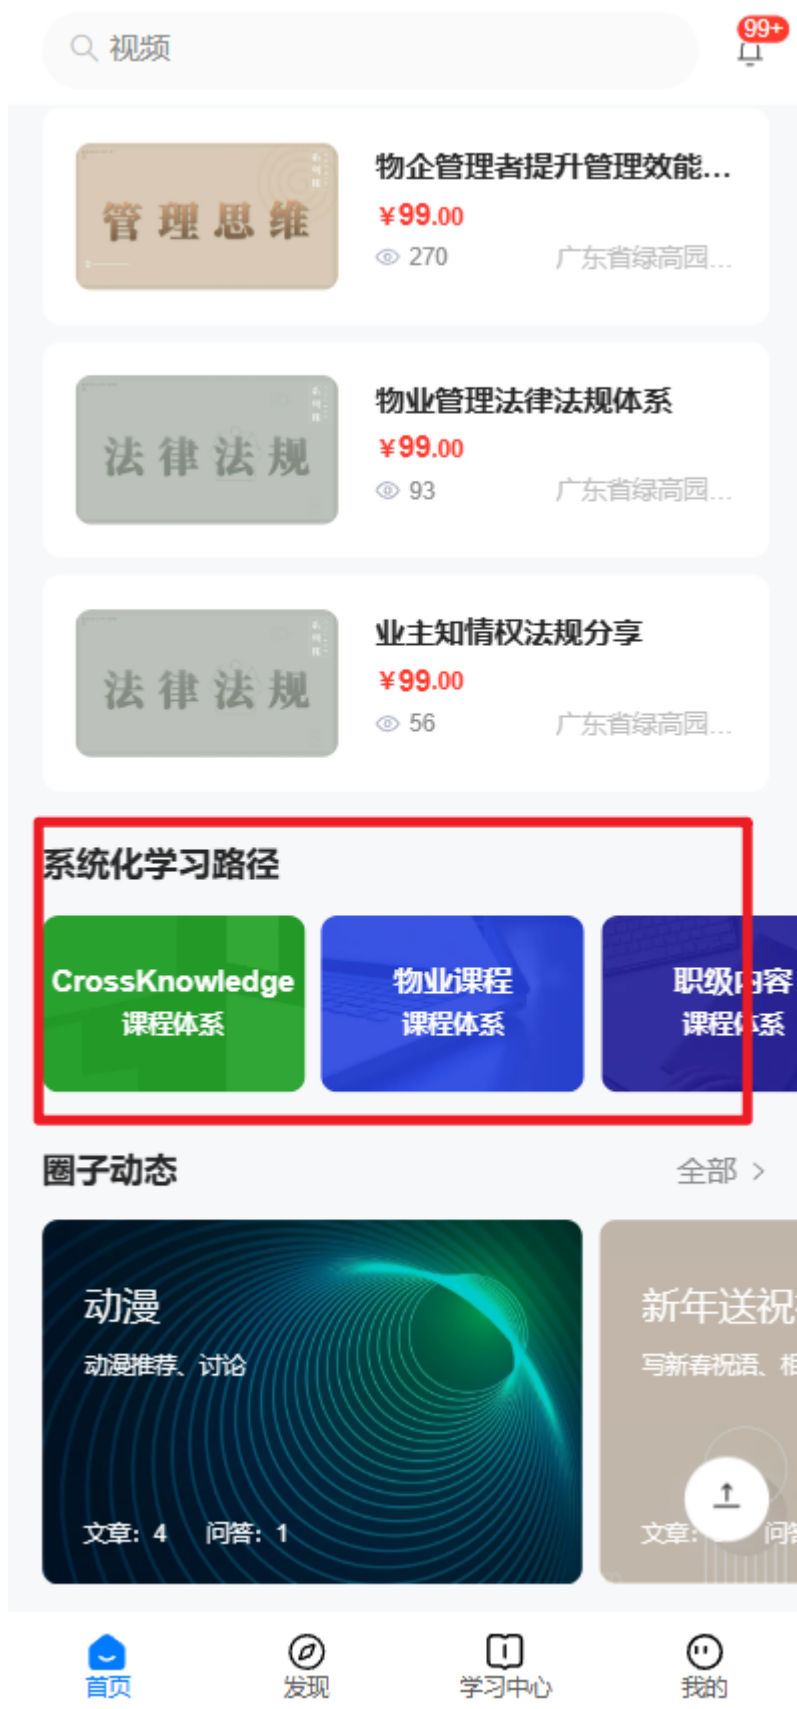 视频
99+
管理思维
物企管理者提升管理效能...
¥99.00
270
广东省绿高园...
法律法规
物业管理法律法规体系
¥99.00
93
广东省绿高园...
法律法规
业主知情权法规分享
¥99.00
56
广东省绿高园...
系统化学习路径
CrossKnowledge
课程体系
物业课程
课程体系
职级内容
课程体系
圈子动态
全部 >
动漫
动漫推荐、讨论
文章: 4 问答: 1
新年送祝
写新春祝语、
文章: 问
首页
发现
学习中心
我的